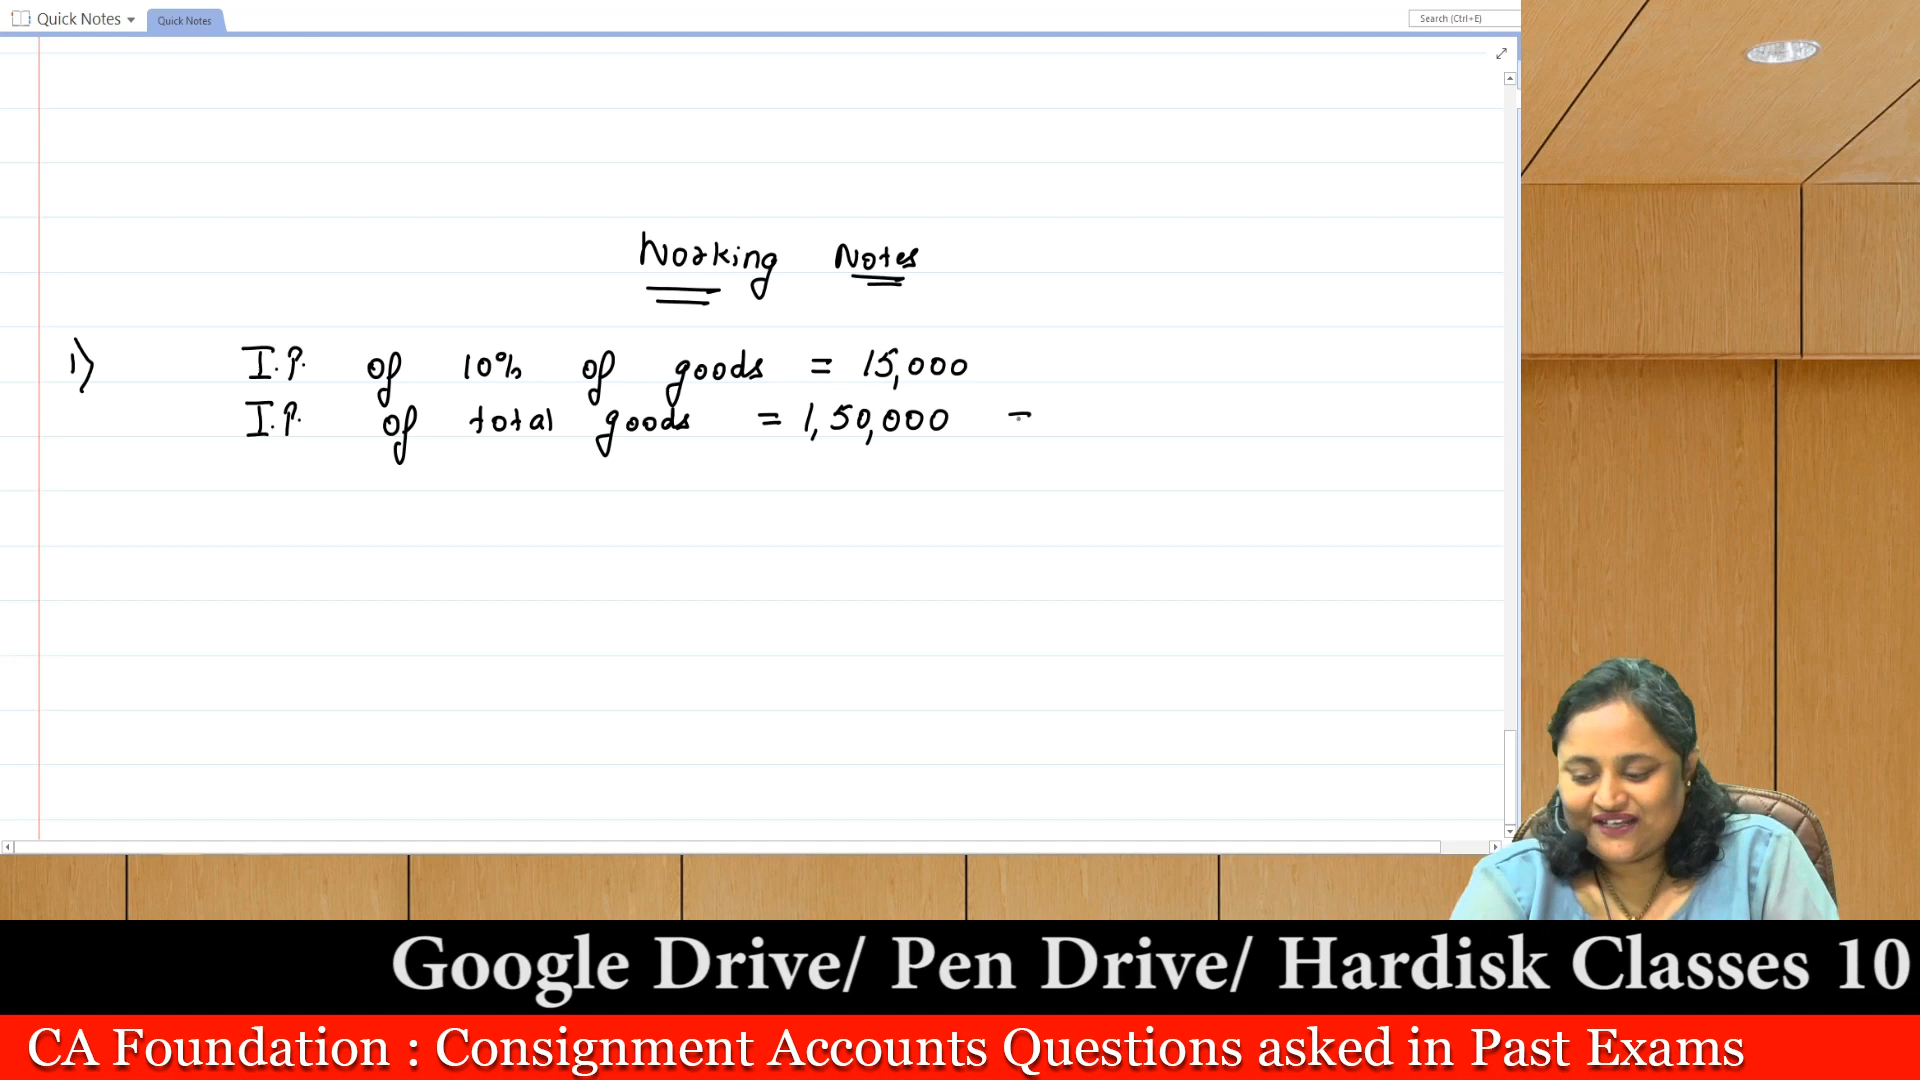 Quick Notes
Quick Notes
Search (Ctrl+E)
Working Notes
1) I.P. of 10% of goods = 15,000
I.P. of total goods = 1,50,000 =
Google Drive/ Pen Drive/ Hardisk Classes 10
CA Foundation : Consignment Accounts Questions asked in Past Exams